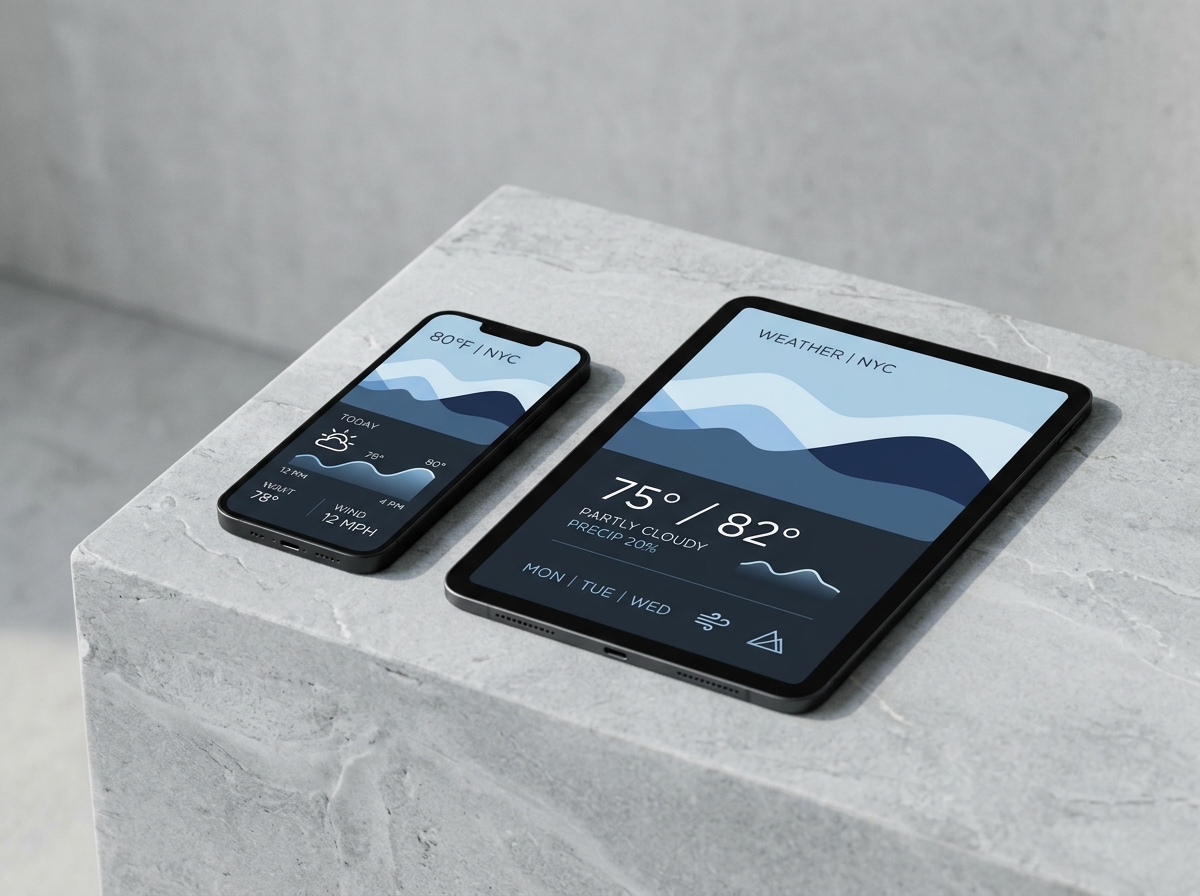 80°F | NYC
TODAY
78° 80°
12 PM
4 PM
78°
WIND
12 MPH
WEATHER | NYC
75° / 82°
PARTLY CLOUDY
PRECIP 20%
MON | TUE | WED